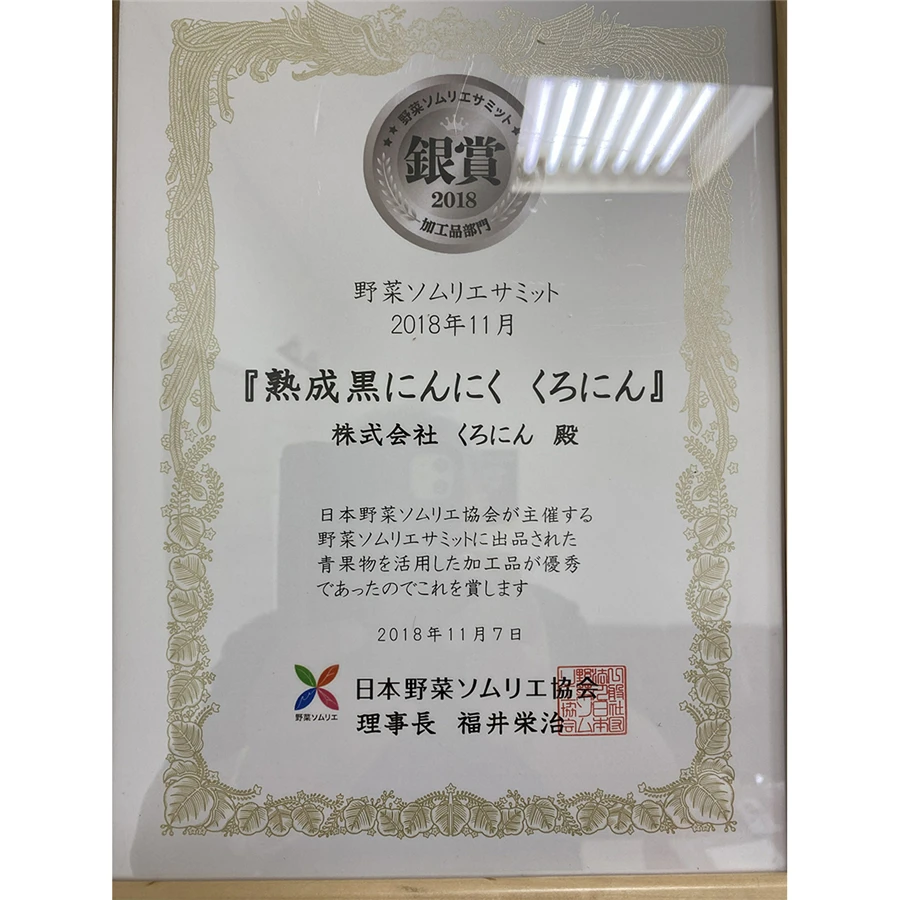 野菜ソムリエサミット
銀賞
2018
加工品部門
野菜ソムリエサミット
2018年11月
『熟成黒にんにく くろにん』
株式会社 くろにん 殿
日本野菜ソムリエ協会が主催する
野菜ソムリエサミットに出品された
青果物を活用した加工品が優秀
であったのでこれを賞します
2018年11月7日
野菜ソムリエ
日本野菜ソムリエ協会
理事長 福井栄治